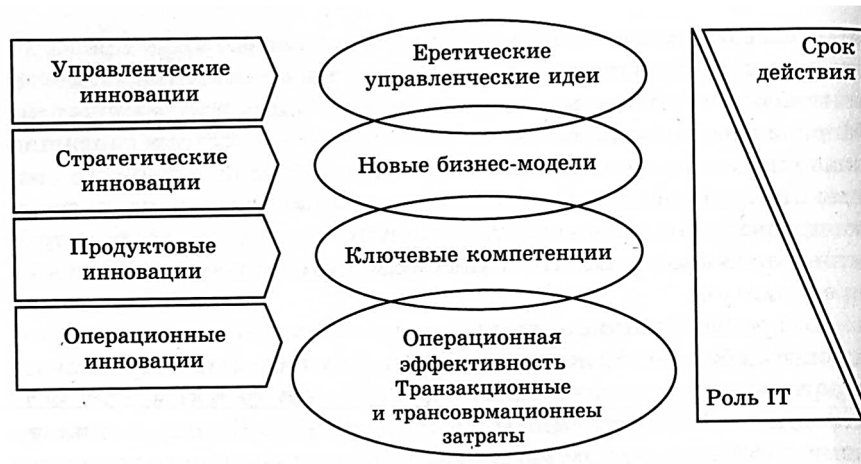 Управленческие
инновации
Еретические
управленческие идеи
Срок
действия
Стратегические
инновации
Новые бизнес-модели
Продуктовые
инновации
Ключевые компетенции
Операционные
инновации
Операционная
эффективность
Транзакционные
и трансоврмационнеы
затраты
Роль IT